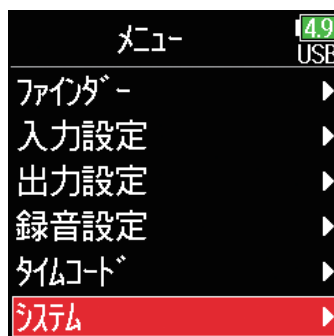 メニュー
4.9
USB
ファインダー
入力設定
出力設定
録音設定
タイムコード
システム